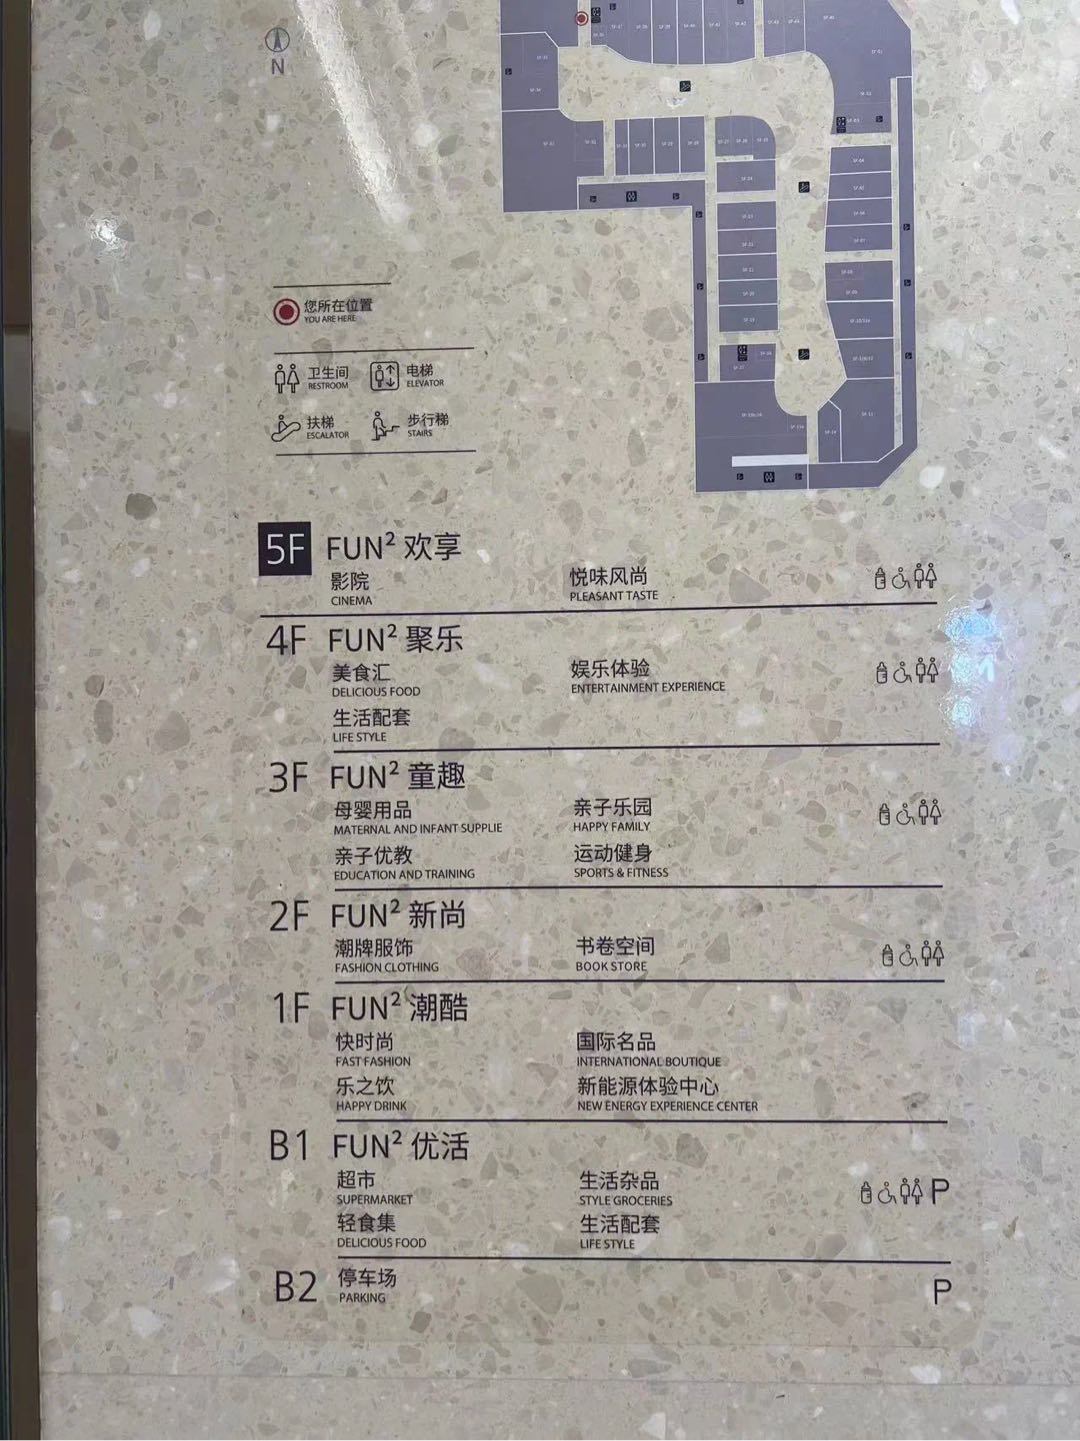 N
您所在位置
YOU ARE HERE
卫生间
RESTROOM
电梯
ELEVATOR
扶梯
ESCALATOR
步行梯
STAIRS
5F FUN² 欢享
影院
CINEMA
悦味风尚
PLEASANT TASTE
4F FUN² 聚乐
美食汇
DELICIOUS FOOD
娱乐体验
ENTERTAINMENT EXPERIENCE
生活配套
LIFE STYLE
3F FUN² 童趣
母婴用品
MATERNAL AND INFANT SUPPLIE
亲子乐园
HAPPY FAMILY
亲子优教
EDUCATION AND TRAINING
运动健身
SPORTS & FITNESS
2F FUN² 新尚
潮牌服饰
FASHION CLOTHING
书卷空间
BOOK STORE
1F FUN² 潮酷
快时尚
FAST FASHION
国际名品
INTERNATIONAL BOUTIQUE
乐之饮
HAPPY DRINK
新能源体验中心
NEW ENERGY EXPERIENCE CENTER
B1 FUN² 优活
超市
SUPERMARKET
生活杂品
STYLE GROCERIES
P
轻食集
DELICIOUS FOOD
生活配套
LIFE STYLE
B2 停车场
PARKING
P